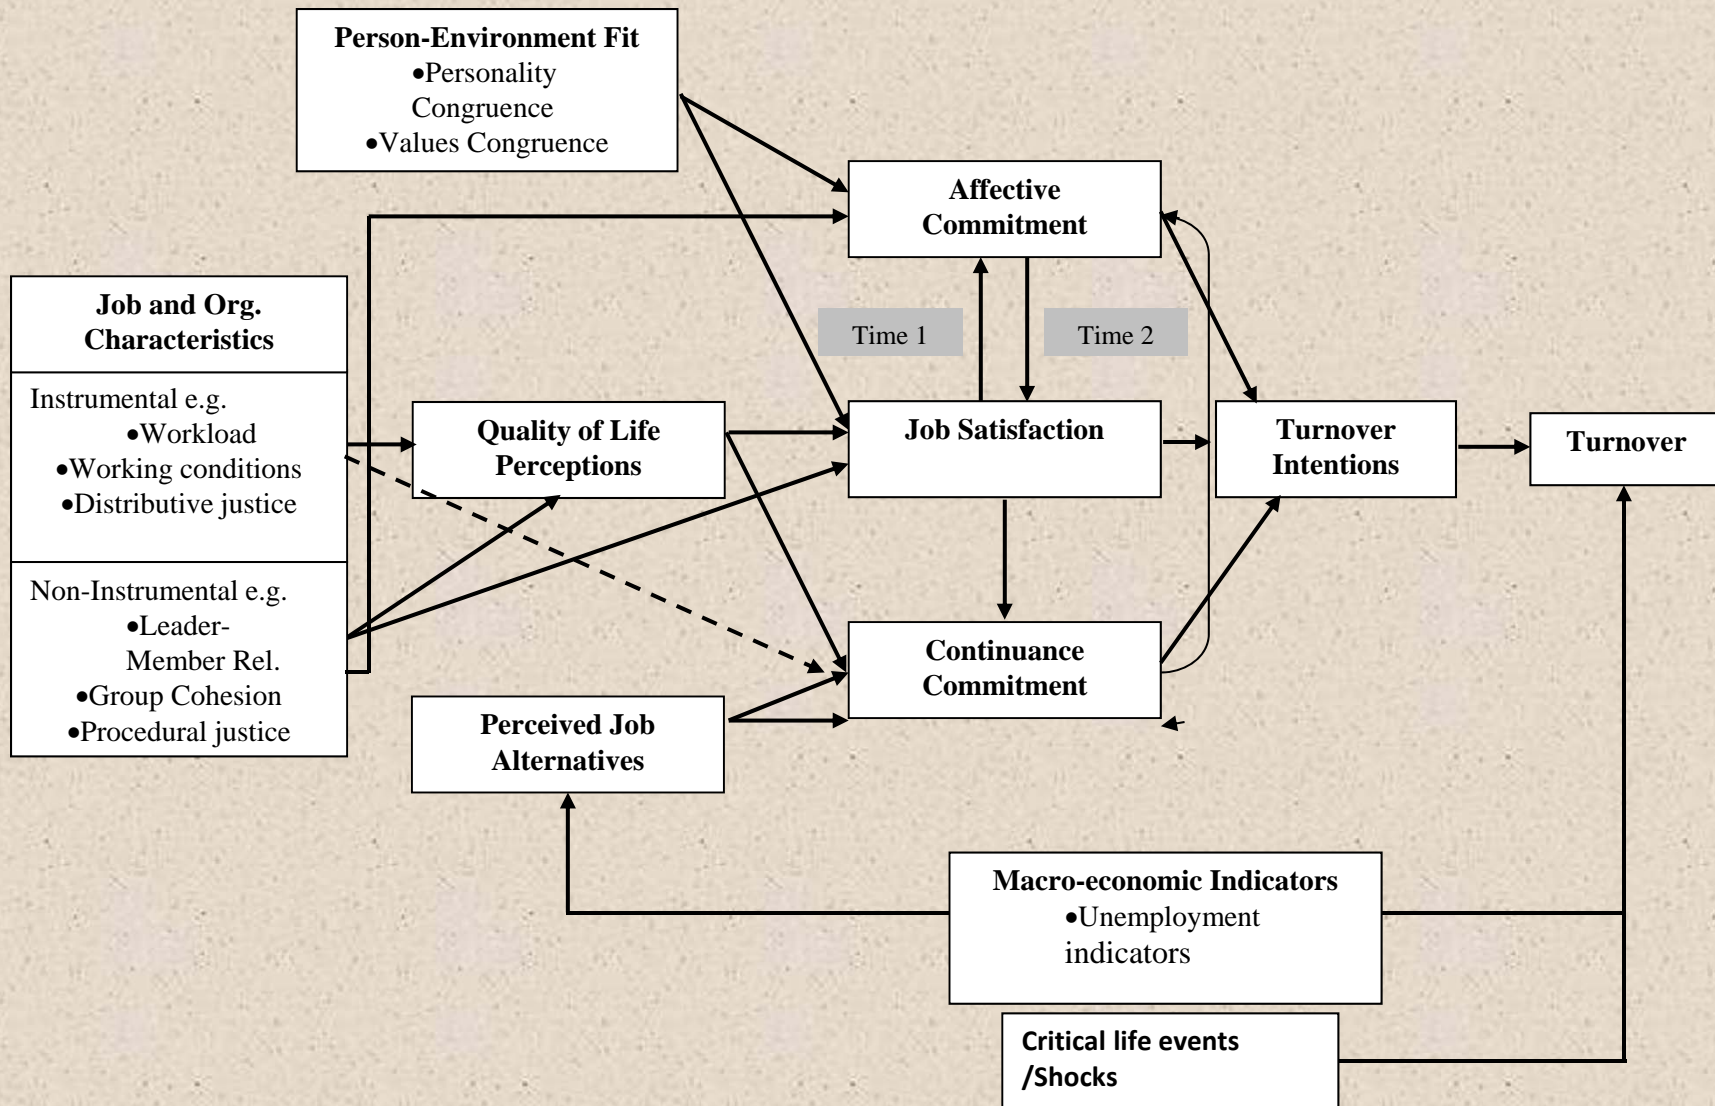 Person-Environment Fit
•Personality
Congruence
•Values Congruence
Affective
Commitment
Job and Org.
Characteristics
Time 1
Time 2
Instrumental e.g.
•Workload
•Working conditions
•Distributive justice
Quality of Life
Perceptions
Job Satisfaction
Turnover
Intentions
Turnover
Non-Instrumental e.g.
•Leader-
Member Rel.
•Group Cohesion
•Procedural justice
Continuance
Commitment
Perceived Job
Alternatives
Macro-economic Indicators
•Unemployment
indicators
Critical life events
/Shocks